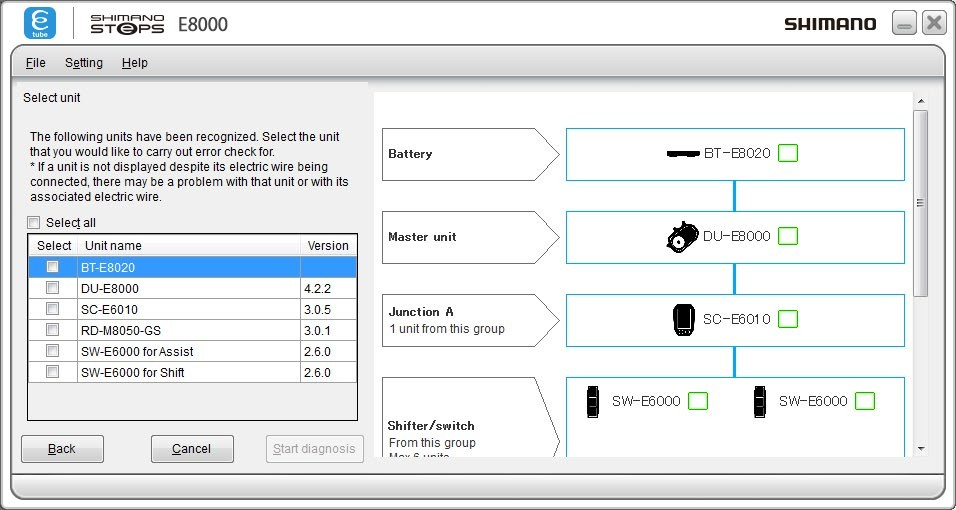 E
tube
SHIMANO
STEPS
E8000
SHIMANO
File Setting Help
Select unit
The following units have been recognized. Select the unit
that you would like to carry out error check for.
* If a unit is not displayed despite its electric wire being
connected, there may be a problem with that unit or with its
associated electric wire.
Select all
Select Unit name Version
BT-E8020
DU-E8000 4.2.2
SC-E6010 3.0.5
RD-M8050-GS 3.0.1
SW-E6000 for Assist 2.6.0
SW-E6000 for Shift 2.6.0
Back Cancel Start diagnosis
Battery
BT-E8020
Master unit
DU-E8000
Junction A
1 unit from this group
SC-E6010
SW-E6000 SW-E6000
Shifter/switch
From this group
Max 6 units